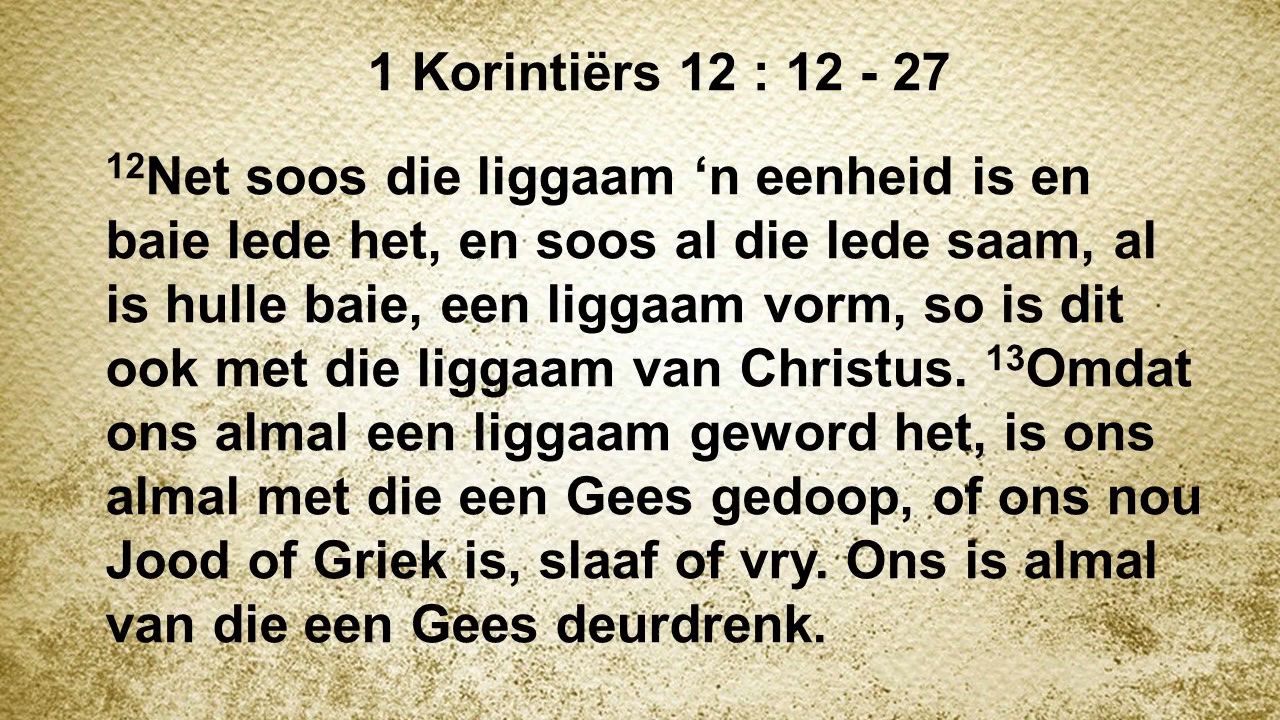 1 Korintiërs 12 : 12 - 27
¹²Net soos die liggaam ‘n eenheid is en
baie lede het, en soos al die lede saam, al
is hulle baie, een liggaam vorm, so is dit
ook met die liggaam van Christus. ¹³Omdat
ons almal een liggaam geword het, is ons
almal met die een Gees gedoop, of ons nou
Jood of Griek is, slaaf of vry. Ons is almal
van die een Gees deurdrenk.